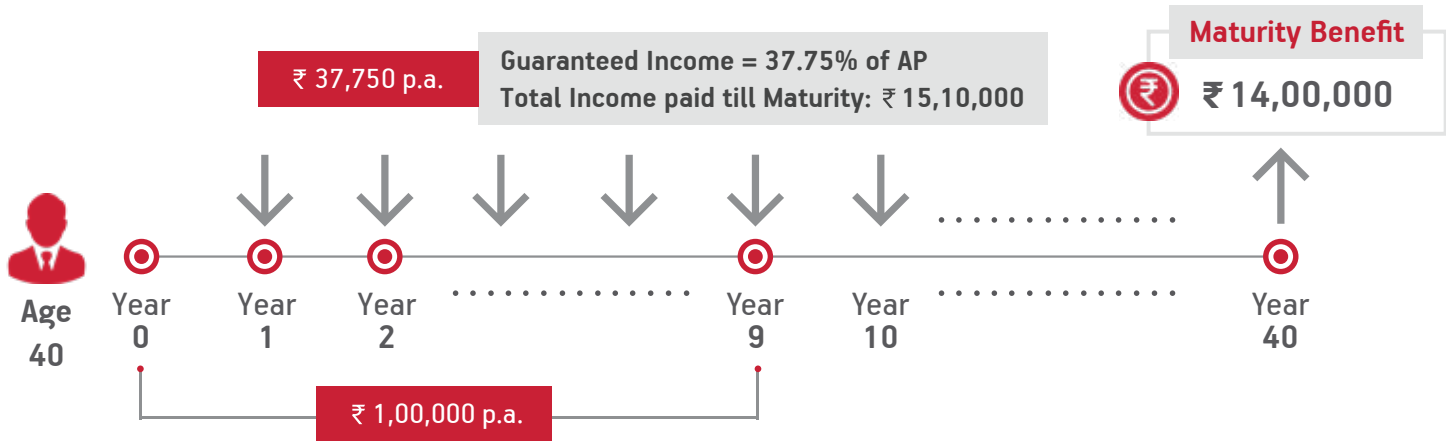 Maturity Benefit
₹ 14,00,000
₹ 37,750 p.a.
Guaranteed Income = 37.75% of AP
Total Income paid till Maturity: ₹ 15,10,000
₹
Age
40
Year
0
Year
1
Year
2
Year
9
Year
10
Year
40
₹ 1,00,000 p.a.